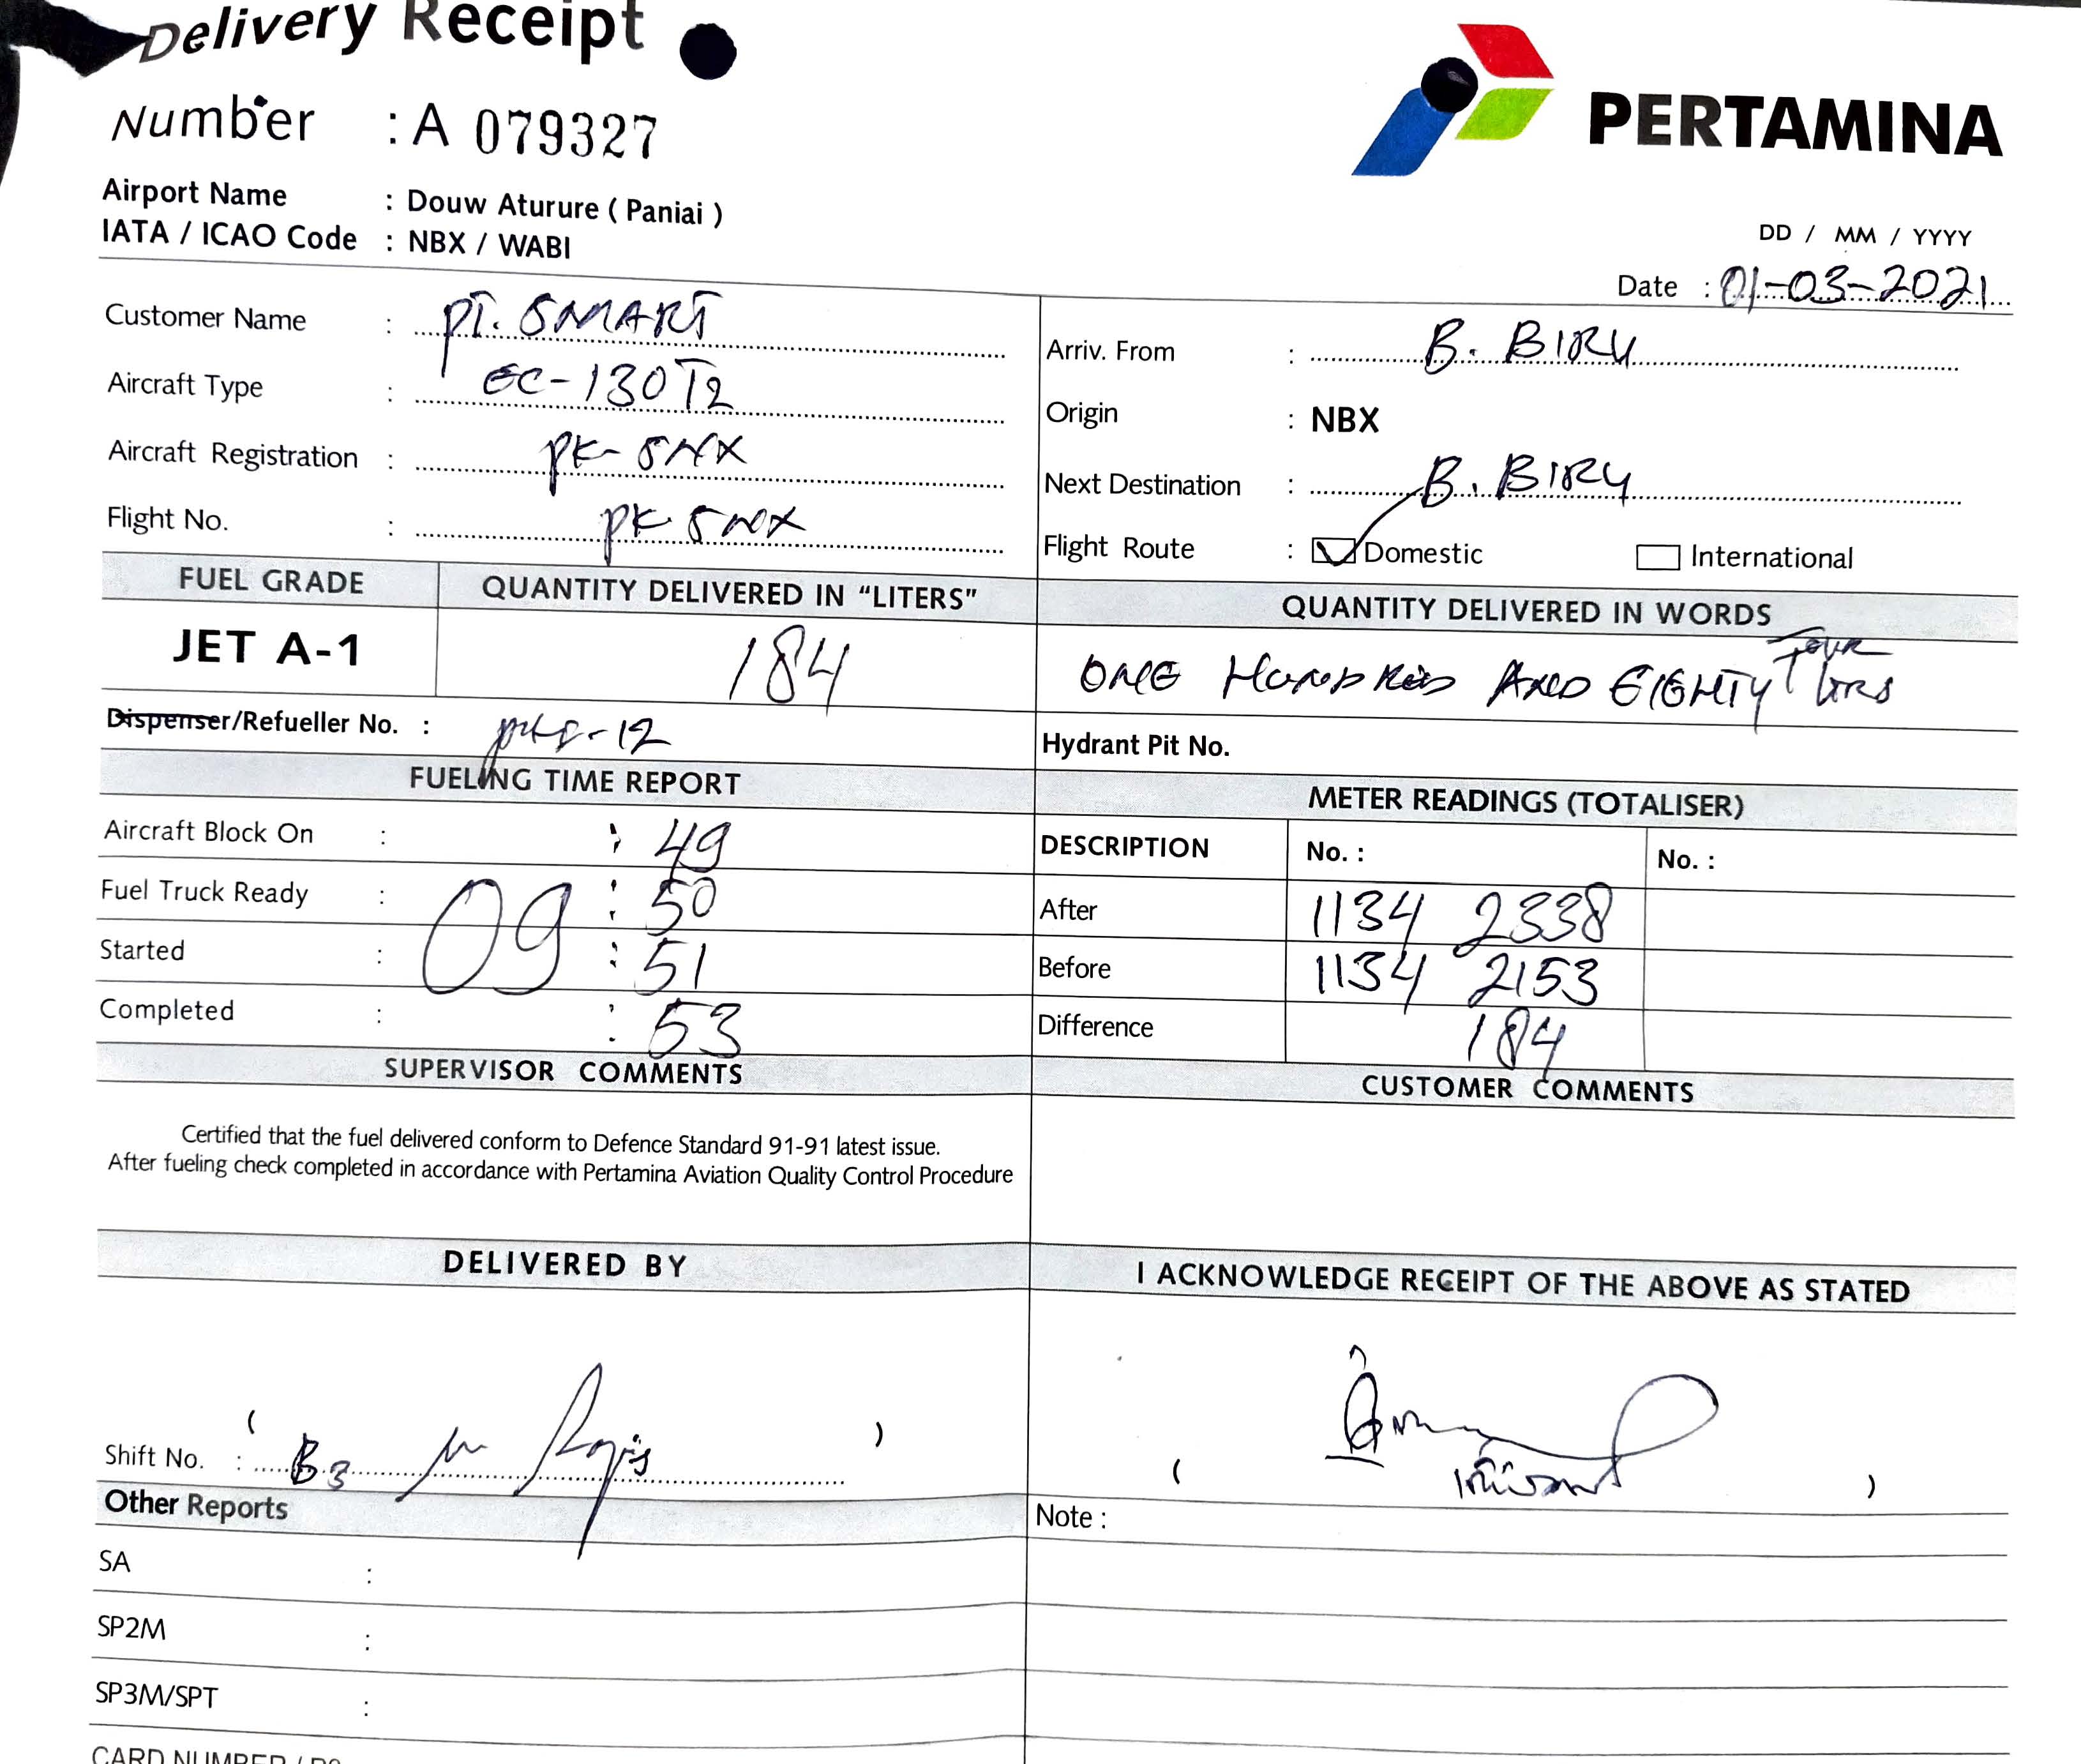 Delivery Receipt
Number : A 079327
PERTAMINA
Airport Name : Douw Aturure ( Paniai )
IATA / ICAO Code : NBX / WABI
DD / MM / YYYY
Date : 01-03-2021
Customer Name : PT. SMART
Aircraft Type : EC-130T2
Aircraft Registration : PK-SNX
Flight No. : PK SNX
Arriv. From : B. BIRU
Origin : NBX
Next Destination : B. BIRU
Flight Route : Domestic International
FUEL GRADE QUANTITY DELIVERED IN “LITERS” QUANTITY DELIVERED IN WORDS
JET A-1 184 ONE HUNDRED AND EIGHTY FOUR LTRS
Dispenser/Refueller No. : -12
Hydrant Pit No.
FUELING TIME REPORT
Aircraft Block On : : 49
Fuel Truck Ready : 09 : 50
Started : : 51
Completed : : 53
METER READINGS (TOTALISER)
DESCRIPTION No. : No. :
After 1134 2338
Before 1134 2153
Difference 184
SUPERVISOR COMMENTS CUSTOMER COMMENTS
Certified that the fuel delivered conform to Defence Standard 91-91 latest issue.
After fueling check completed in accordance with Pertamina Aviation Quality Control Procedure
DELIVERED BY I ACKNOWLEDGE RECEIPT OF THE ABOVE AS STATED
( )
Shift No. : B3
( )
Other Reports
Note :
SA :
SP2M :
SP3M/SPT :
CARD NUMBER /